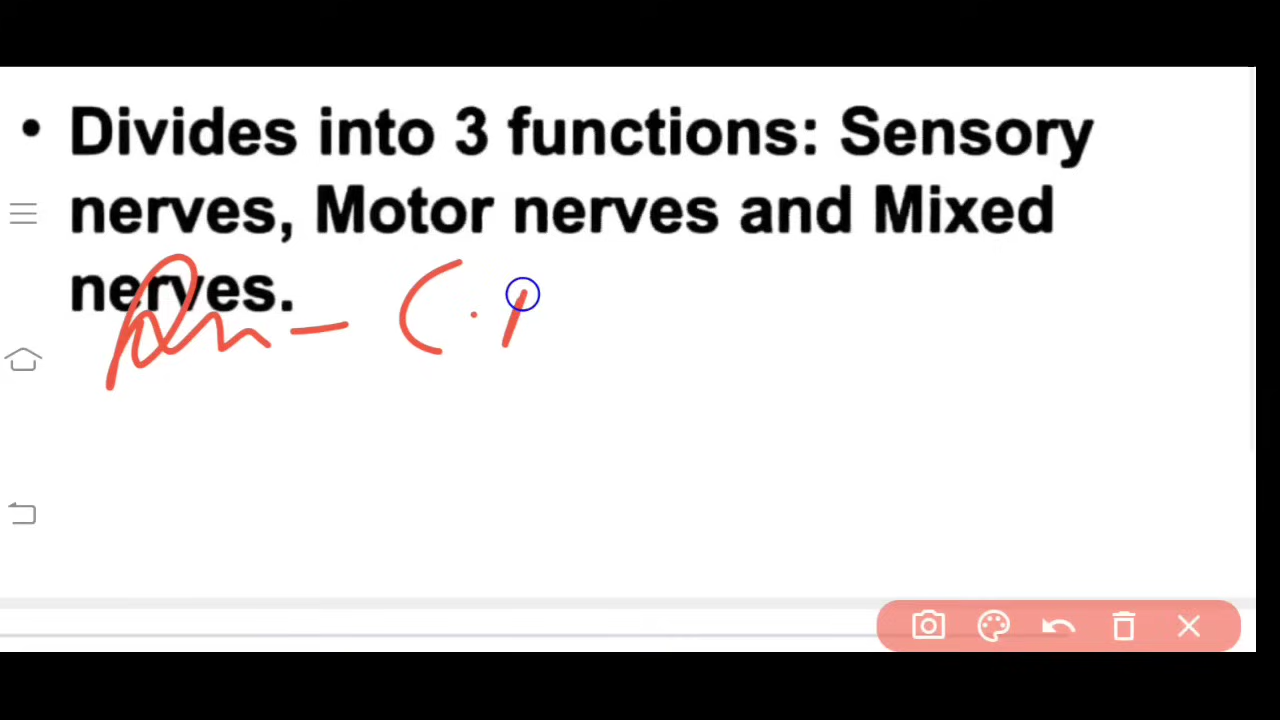 • Divides into 3 functions: Sensory
nerves, Motor nerves and Mixed
nerves.